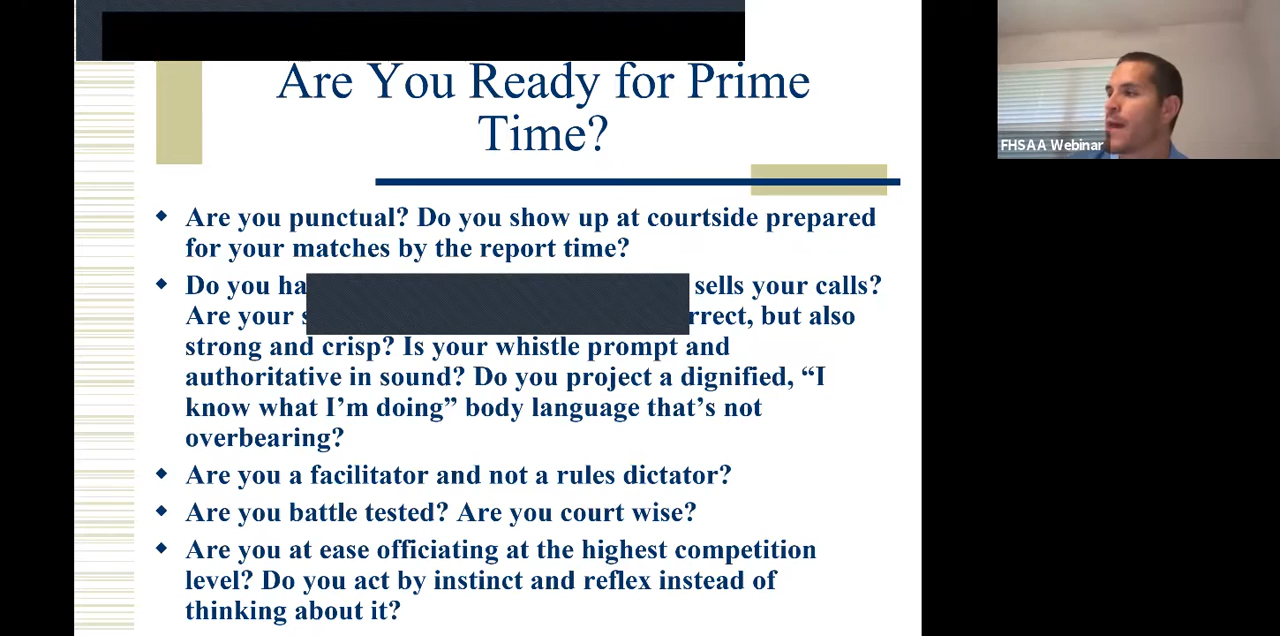 Are You Ready for Prime
Time?
FHSAA Webinar
Are you punctual? Do you show up at courtside prepared
for your matches by the report time?
Do you ha sells your calls?
Are your s rrect, but also
strong and crisp? Is your whistle prompt and
authoritative in sound? Do you project a dignified, “I
know what I’m doing” body language that’s not
overbearing?
Are you a facilitator and not a rules dictator?
Are you battle tested? Are you court wise?
Are you at ease officiating at the highest competition
level? Do you act by instinct and reflex instead of
thinking about it?